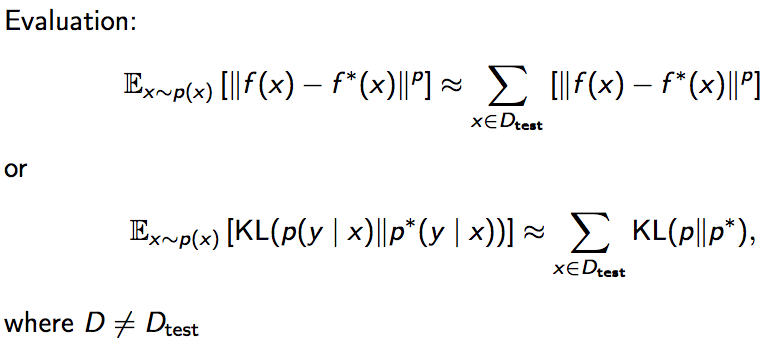 Evaluation:
𝔼_{x∼p(x)} [‖f(x) − f*(x)‖^p] ≈ ∑_{x∈D_test} [‖f(x) − f*(x)‖^p]
or
𝔼_{x∼p(x)} [KL(p(y | x)‖p*(y | x))] ≈ ∑_{x∈D_test} KL(p‖p*),
where D ≠ D_test